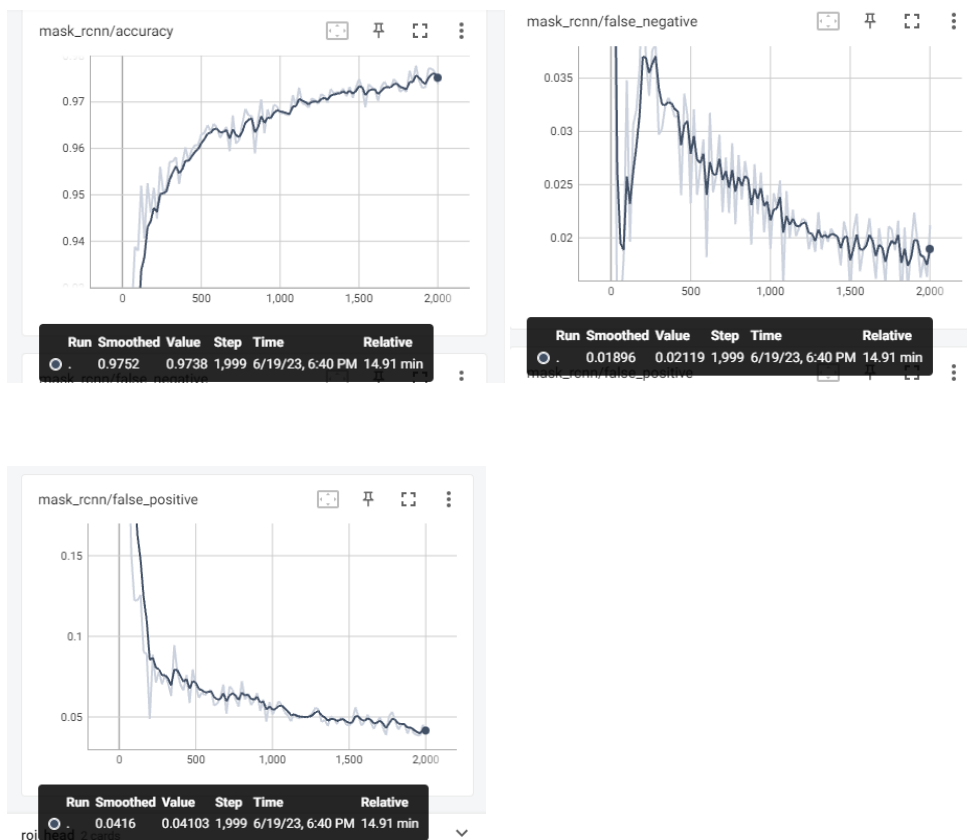 mask_rcnn/accuracy
0.97
0.96
0.95
0.94
0 500 1,000 1,500 2,000
Run Smoothed Value Step Time Relative
. 0.9752 0.9738 1,999 6/19/23, 6:40 PM 14.91 min
mask_rcnn/false_negative
mask_rcnn/false_negative
0.035
0.03
0.025
0.02
0 500 1,000 1,500 2,000
Run Smoothed Value Step Time Relative
. 0.01896 0.02119 1,999 6/19/23, 6:40 PM 14.91 min
mask_rcnn/false_positive
mask_rcnn/false_positive
0.15
0.1
0.05
0 500 1,000 1,500 2,000
Run Smoothed Value Step Time Relative
. 0.0416 0.04103 1,999 6/19/23, 6:40 PM 14.91 min
2 cards